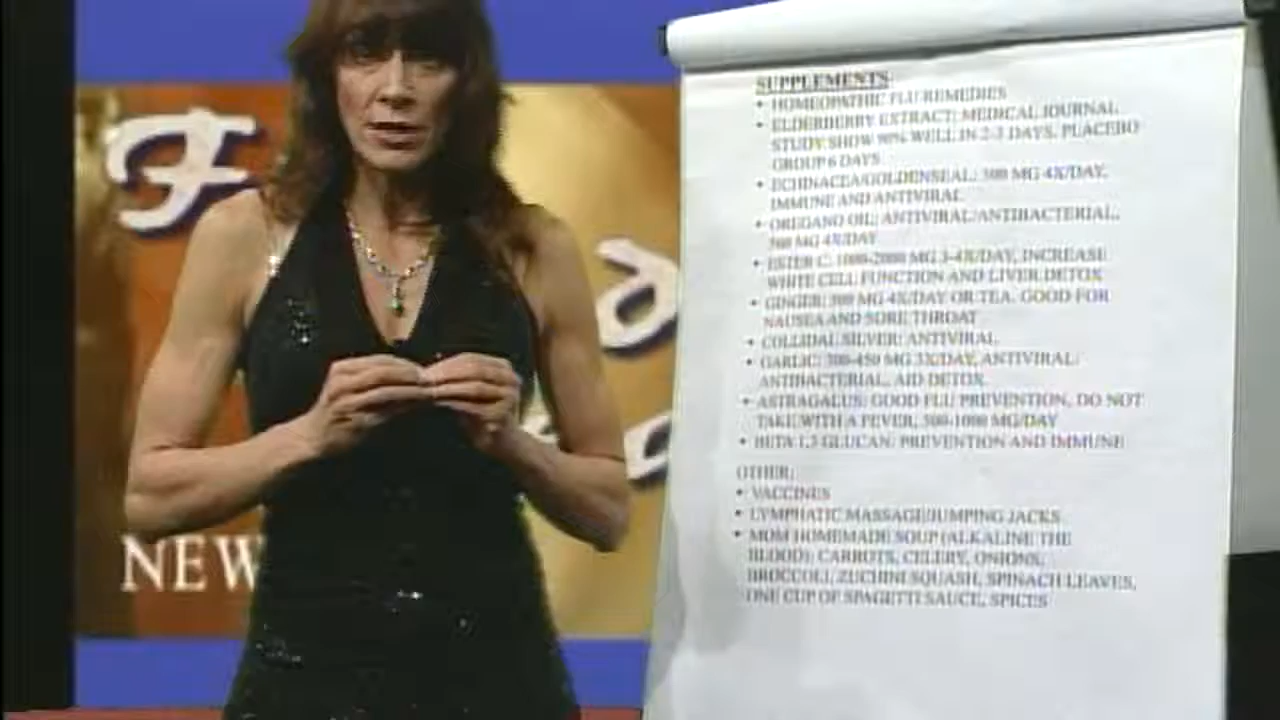 F
d
NEW
SUPPLEMENTS:
• HOMEOPATHIC FLU REMEDIES
• ELDERBERRY EXTRACT: MEDICAL JOURNAL
STUDY SHOW 90% WELL IN 2-3 DAYS, PLACEBO
GROUP 6 DAYS
• ECHINACEA/GOLDENSEAL: 300 MG 4X/DAY,
IMMUNE AND ANTIVIRAL
• OREGANO OIL: ANTIVIRAL/ANTIBACTERIAL,
500 MG 4X/DAY
• ESTER C: 1000-2000 MG 3-4X/DAY, INCREASE
WHITE CELL FUNCTION AND LIVER DETOX
• GINGER: 500 MG 4X/DAY OR TEA. GOOD FOR
NAUSEA AND SORE THROAT
• COLLIDAL SILVER: ANTIVIRAL
• GARLIC: 300-450 MG 3X/DAY, ANTIVIRAL/
ANTIBACTERIAL, AID DETOX
• ASTRAGALUS: GOOD FLU PREVENTION, DO NOT
TAKE WITH A FEVER, 500-1000 MG/DAY
• BETA 1,3 GLUCAN: PREVENTION AND IMMUNE
OTHER:
• VACCINES
• LYMPHATIC MASSAGE/JUMPING JACKS
• MOM HOMEMADE SOUP (ALKALINE THE
BLOOD): CARROTS, CELERY, ONIONS,
BROCCOLI, ZUCHINI SQUASH, SPINACH LEAVES,
ONE CUP OF SPAGETTI SAUCE, SPICES